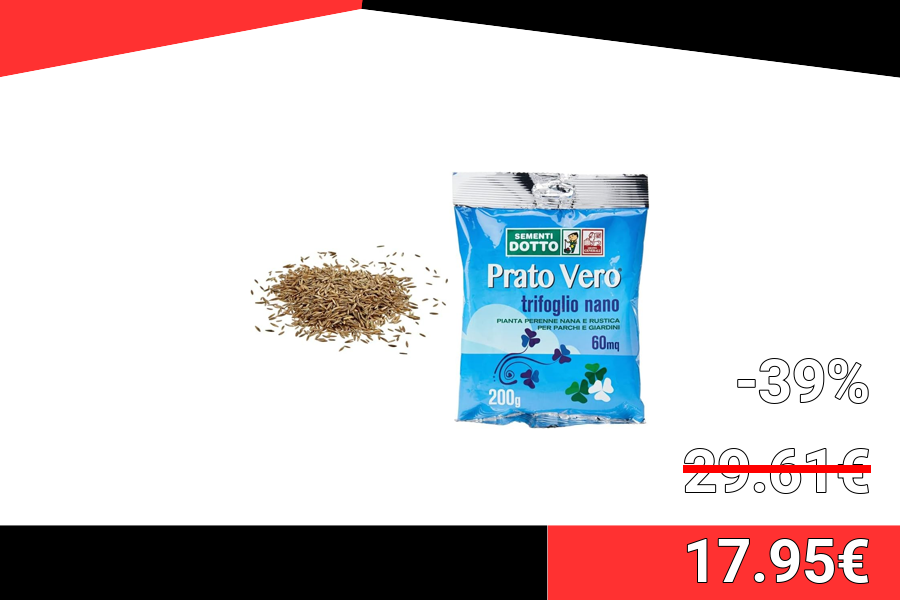 SEMENTI
DOTTO
Prato Vero
trifoglio nano
PIANTA PERENNE NANA E RUSTICA
PER PARCHI E GIARDINI
60mq
200g
-39%
29.61€
17.95€